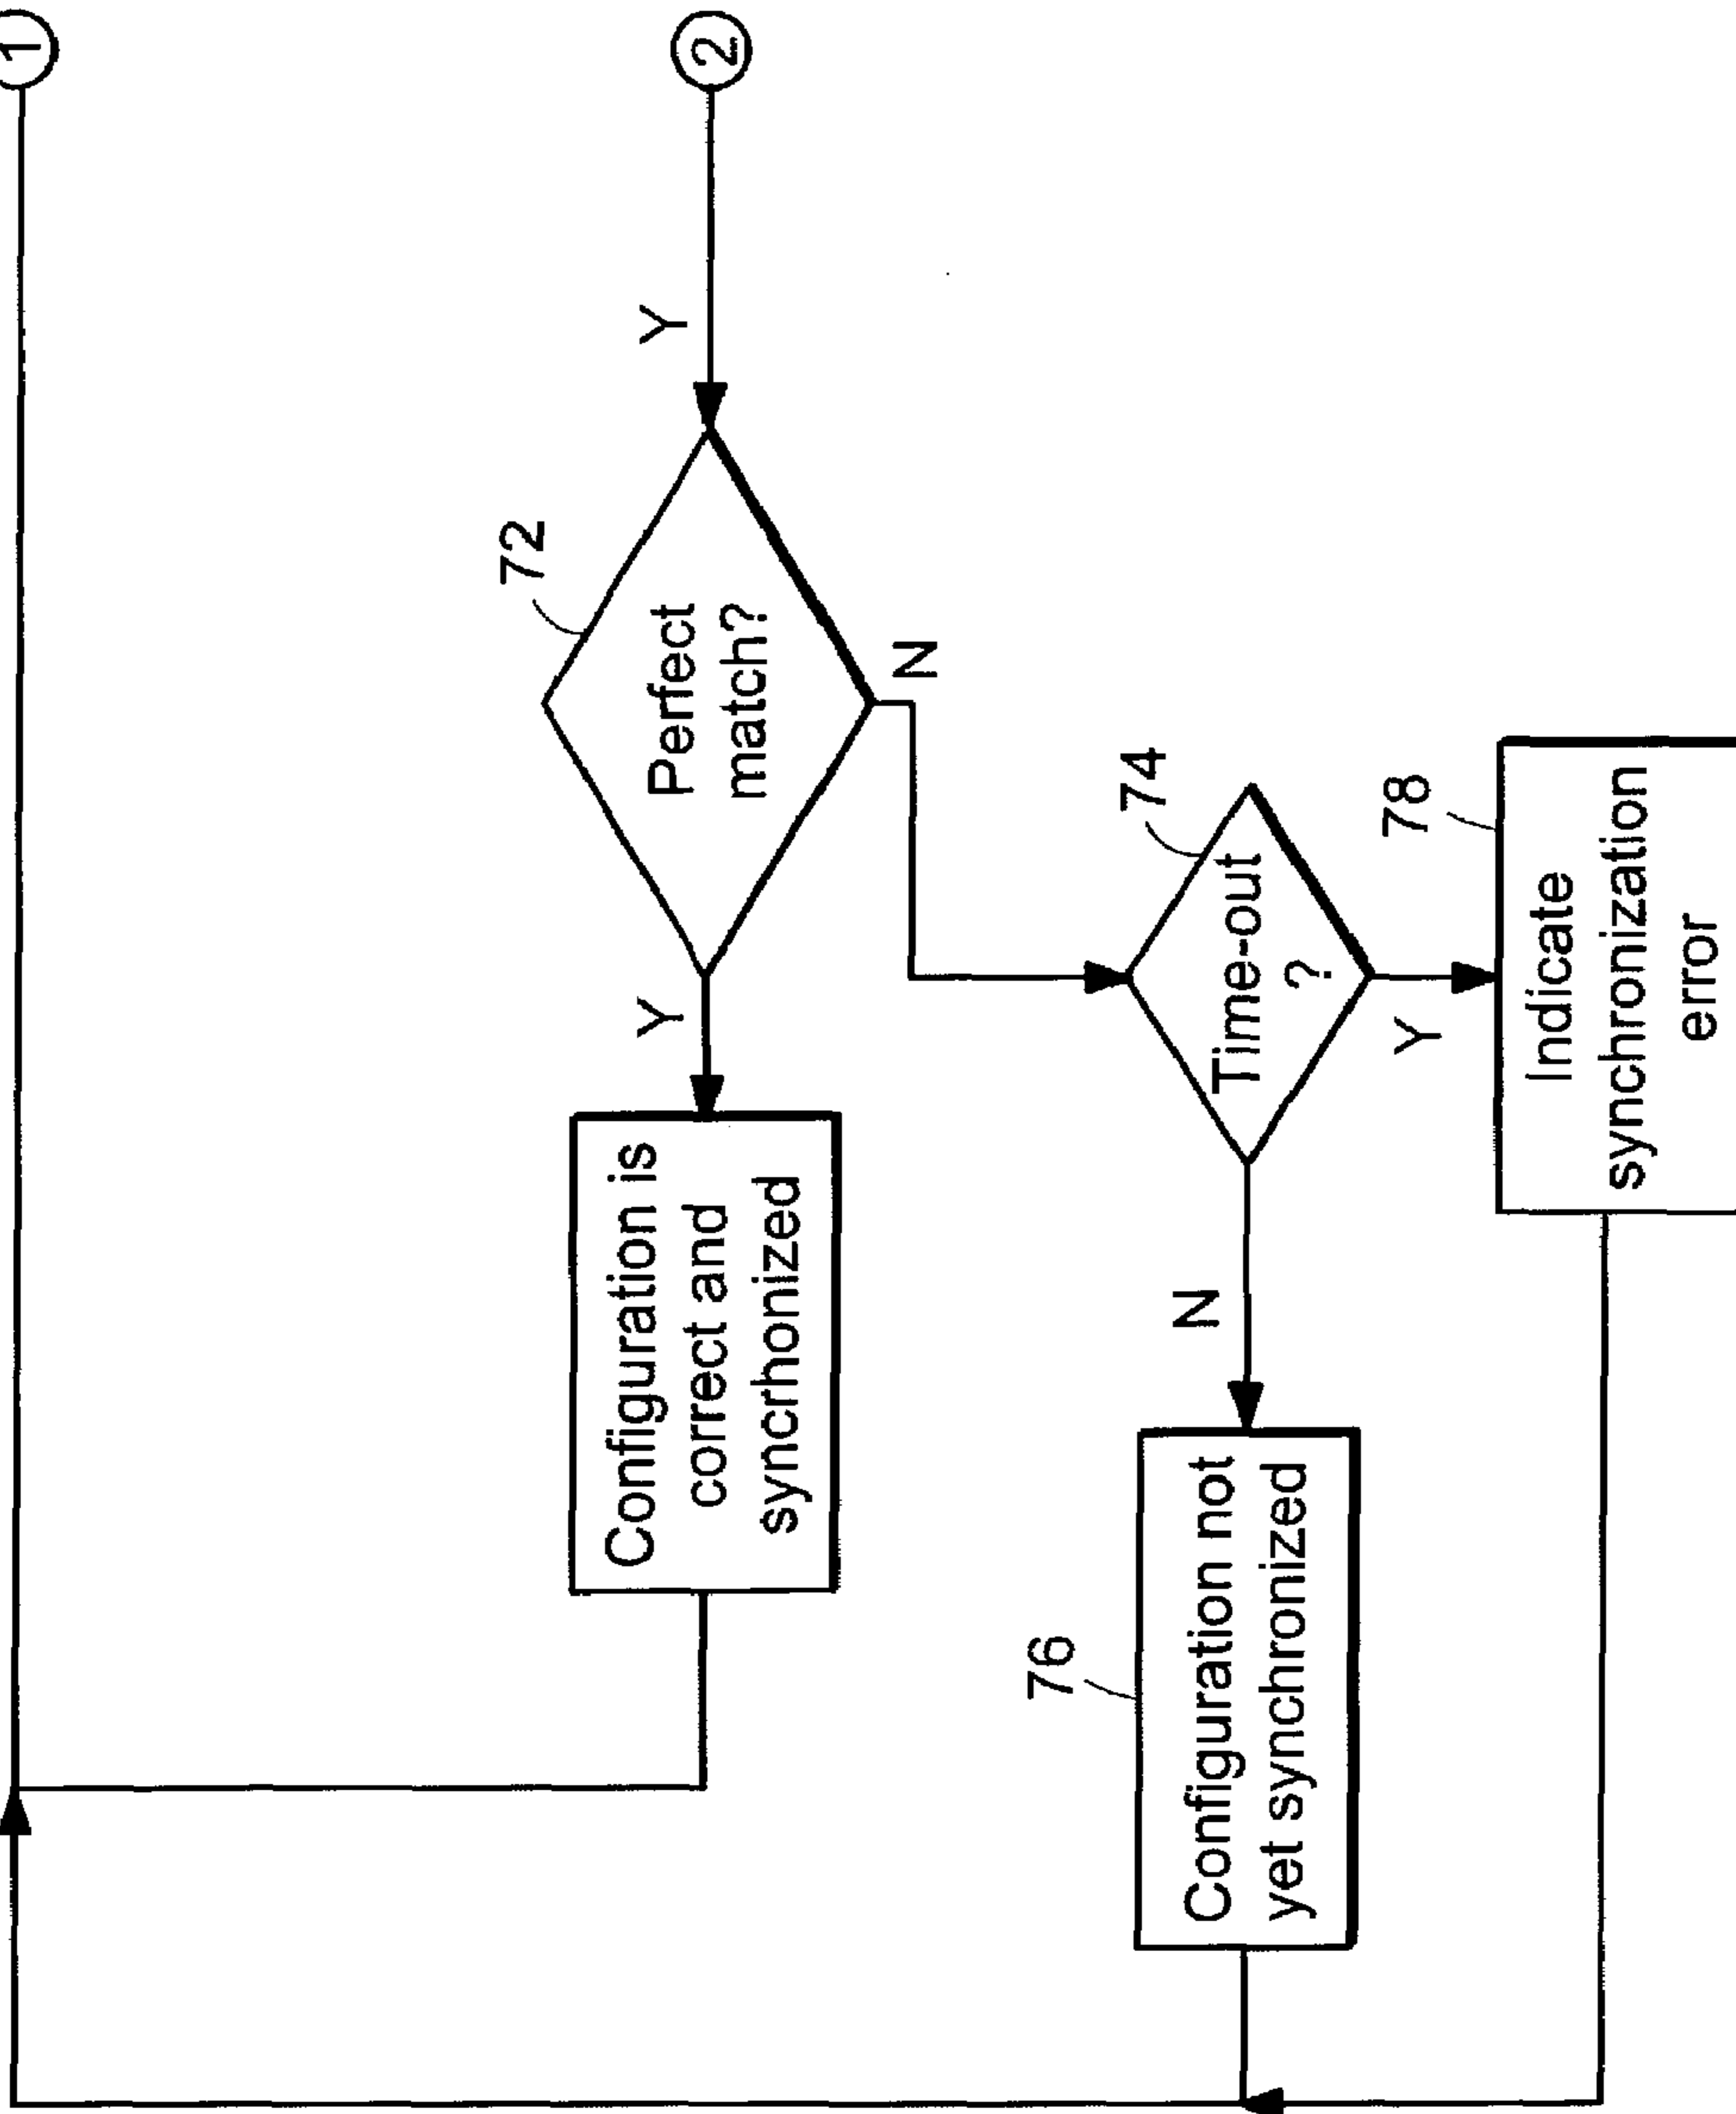 1
2
Y
72
Perfect
match?
N
Y
Configuration is
correct and
syncrhonized
74
Time-out
?
N
Y
76
Configuration not
yet synchronized
78
Indicate
synchronization
error